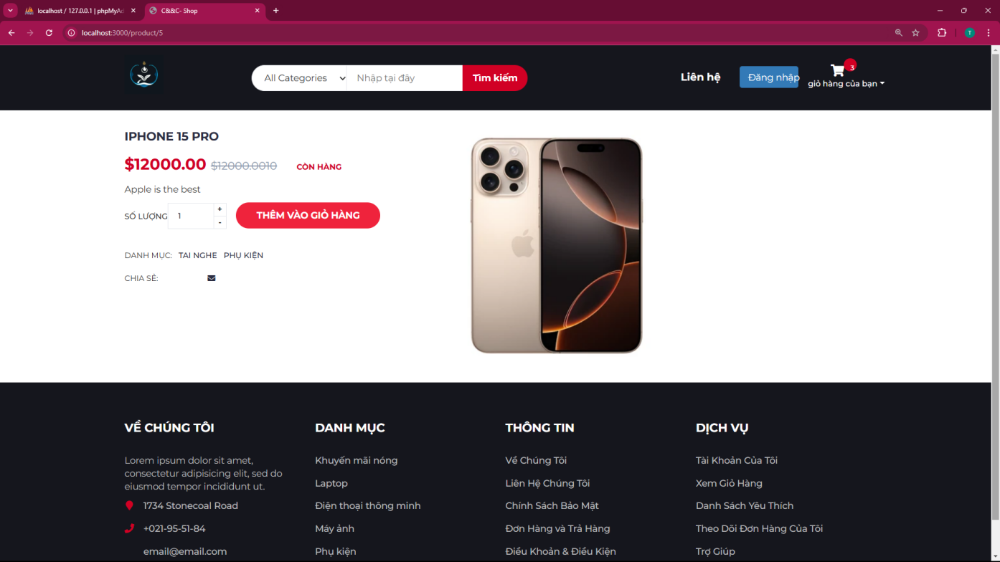 localhost / 127.0.0.1 | phpMyAd
C&&C- Shop
localhost:3000/product/5
T
All Categories
Nhập tại đây
Tìm kiếm
Liên hệ
Đăng nhập
3
giỏ hàng của bạn
IPHONE 15 PRO
$12000.00 $12000.0010 CÒN HÀNG
Apple is the best
SỐ LƯỢNG 1 + -
THÊM VÀO GIỎ HÀNG
DANH MỤC: TAI NGHE PHỤ KIỆN
CHIA SẺ:
VỀ CHÚNG TÔI
Lorem ipsum dolor sit amet,
consectetur adipisicing elit, sed do
eiusmod tempor incididunt ut.
1734 Stonecoal Road
+021-95-51-84
email@email.com
DANH MỤC
Khuyến mãi nóng
Laptop
Điện thoại thông minh
Máy ảnh
Phụ kiện
THÔNG TIN
Về Chúng Tôi
Liên Hệ Chúng Tôi
Chính Sách Bảo Mật
Đơn Hàng và Trả Hàng
Điều Khoản & Điều Kiện
DỊCH VỤ
Tài Khoản Của Tôi
Xem Giỏ Hàng
Danh Sách Yêu Thích
Theo Dõi Đơn Hàng Của Tôi
Trợ Giúp